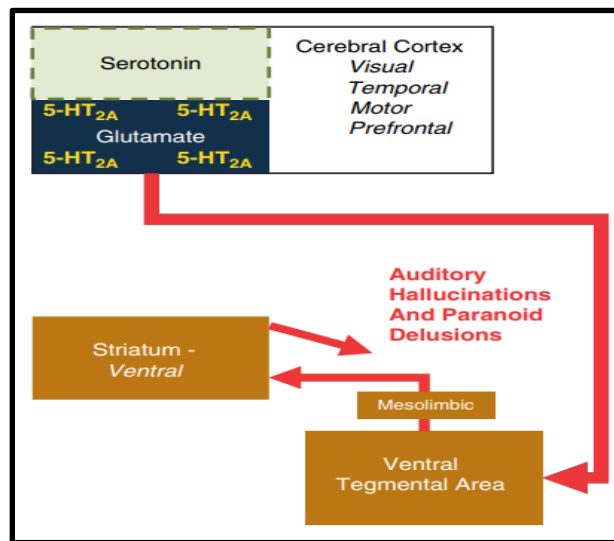 Serotonin
5-HT2A 5-HT2A
Glutamate
5-HT2A 5-HT2A
Cerebral Cortex
Visual
Temporal
Motor
Prefrontal
Auditory
Hallucinations
And Paranoid
Delusions
Striatum -
Ventral
Mesolimbic
Ventral
Tegmental Area